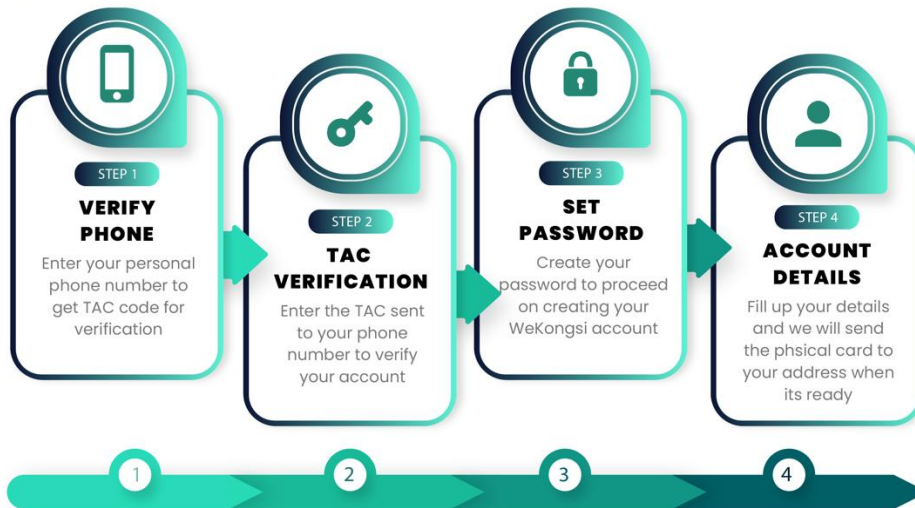 STEP 1
VERIFY
PHONE
Enter your personal
phone number to
get TAC code for
verification
STEP 2
TAC
VERIFICATION
Enter the TAC sent
to your phone
number to verify
your account
STEP 3
SET
PASSWORD
Create your
password to proceed
on creating your
WeKongsi account
STEP 4
ACCOUNT
DETAILS
Fill up your details
and we will send
the phsical card to
your address when
its ready
1
2
3
4